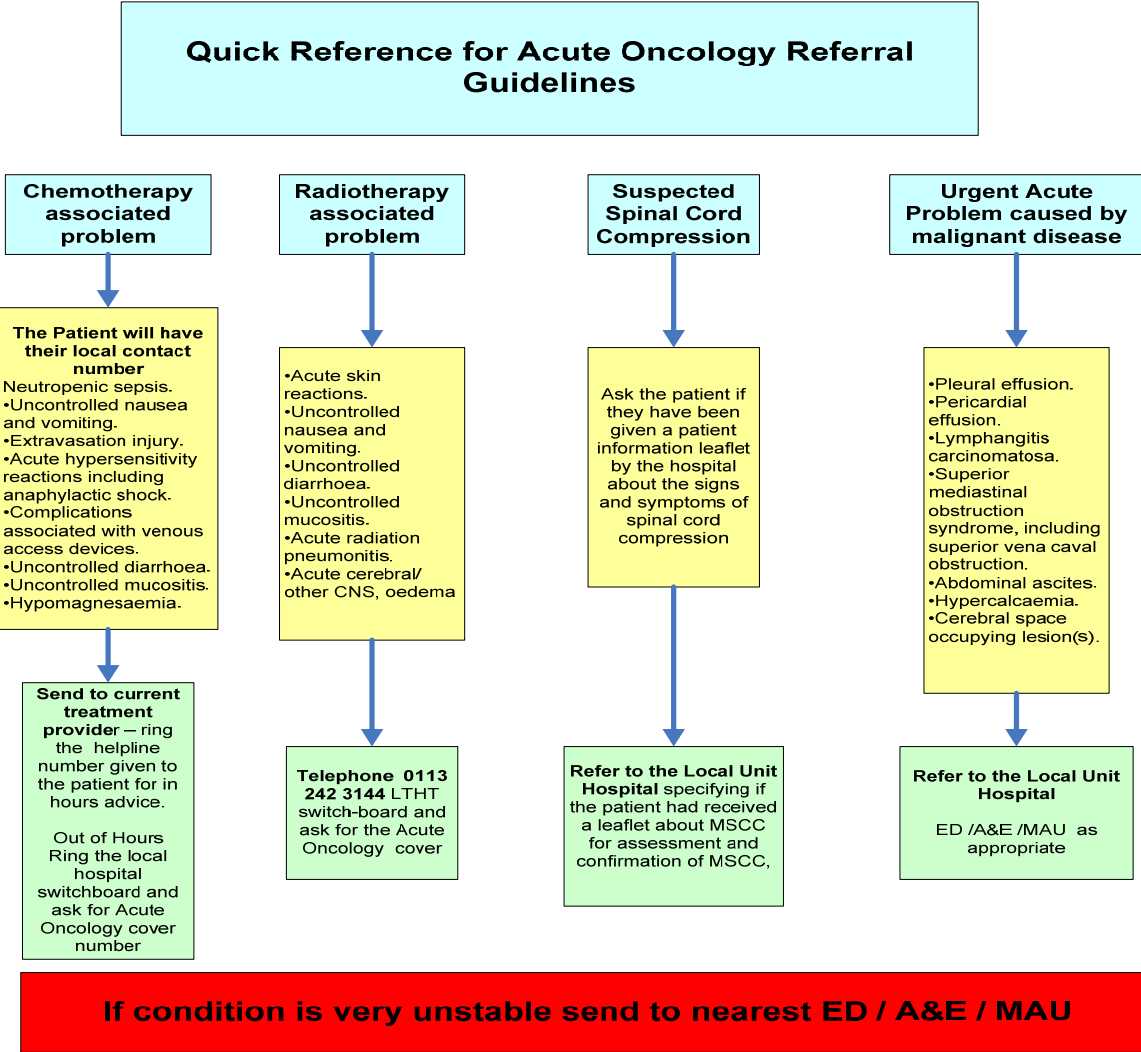 Quick Reference for Acute Oncology Referral
Guidelines
Chemotherapy
associated
problem
The Patient will have
their local contact
number
Neutropenic sepsis.
•Uncontrolled nausea
and vomiting.
•Extravasation injury.
•Acute hypersensitivity
reactions including
anaphylactic shock.
•Complications
associated with venous
access devices.
•Uncontrolled diarrhoea.
•Uncontrolled mucositis.
•Hypomagnesaemia.
Send to current
treatment
provider – ring
the helpline
number given to
the patient for in
hours advice.
Out of Hours
Ring the local
hospital
switchboard and
ask for Acute
Oncology cover
number
Radiotherapy
associated
problem
•Acute skin
reactions.
•Uncontrolled
nausea and
vomiting.
•Uncontrolled
diarrhoea.
•Uncontrolled
mucositis.
•Acute radiation
pneumonitis.
•Acute cerebral/
other CNS, oedema
Telephone 0113
242 3144 LTHT
switch-board and
ask for the Acute
Oncology cover
Suspected
Spinal Cord
Compression
Ask the patient if
they have been
given a patient
information leaflet
by the hospital
about the signs
and symptoms of
spinal cord
compression
Refer to the Local Unit
Hospital specifying if
the patient had received
a leaflet about MSCC
for assessment and
confirmation of MSCC,
Urgent Acute
Problem caused by
malignant disease
•Pleural effusion.
•Pericardial
effusion.
•Lymphangitis
carcinomatosa.
•Superior
mediastinal
obstruction
syndrome, including
superior vena caval
obstruction.
•Abdominal ascites.
•Hypercalcaemia.
•Cerebral space
occupying lesion(s).
Refer to the Local Unit
Hospital
ED /A&E /MAU as
appropriate
If condition is very unstable send to nearest ED / A&E / MAU